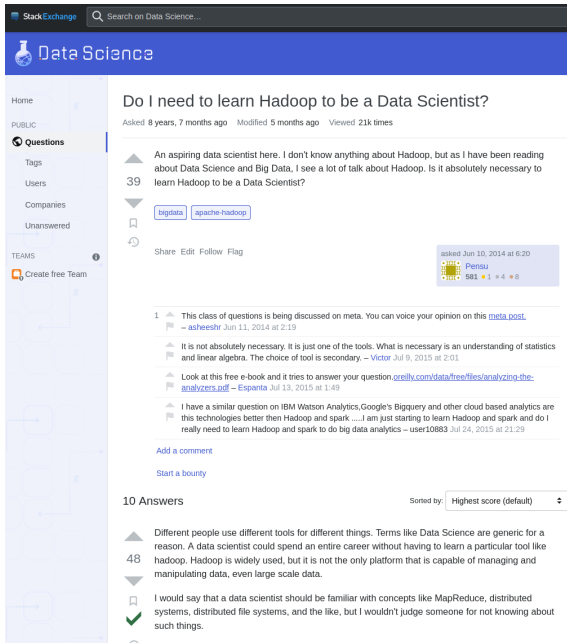 StackExchange Search on Data Science…
Data Science
Home
PUBLIC
Questions
Tags
Users
Companies
Unanswered
TEAMS
Create free Team
Do I need to learn Hadoop to be a Data Scientist?
Asked 8 years, 7 months ago Modified 5 months ago Viewed 21k times
39
An aspiring data scientist here. I don't know anything about Hadoop, but as I have been reading
about Data Science and Big Data, I see a lot of talk about Hadoop. Is it absolutely necessary to
learn Hadoop to be a Data Scientist?
bigdata apache-hadoop
Share Edit Follow Flag
asked Jun 10, 2014 at 6:20
Pensu
581 1 4 8
1 This class of questions is being discussed on meta. You can voice your opinion on this meta post.
– asheeshr Jun 11, 2014 at 2:19
It is not absolutely necessary. It is just one of the tools. What is necessary is an understanding of statistics
and linear algebra. The choice of tool is secondary. – Victor Jul 9, 2015 at 2:01
Look at this free e-book and it tries to answer your question.oreilly.com/data/free/files/analyzing-the-
analyzers.pdf – Espanta Jul 13, 2015 at 1:49
I have a similar question on IBM Watson Analytics,Google's Bigquery and other cloud based analytics are
this technologies better then Hadoop and spark .....I am just starting to learn Hadoop and spark and do I
really need to learn Hadoop and spark to do big data analytics – user10883 Jul 24, 2015 at 21:29
Add a comment
Start a bounty
10 Answers
Sorted by: Highest score (default)
48
Different people use different tools for different things. Terms like Data Science are generic for a
reason. A data scientist could spend an entire career without having to learn a particular tool like
hadoop. Hadoop is widely used, but it is not the only platform that is capable of managing and
manipulating data, even large scale data.
I would say that a data scientist should be familiar with concepts like MapReduce, distributed
systems, distributed file systems, and the like, but I wouldn't judge someone for not knowing about
such things.